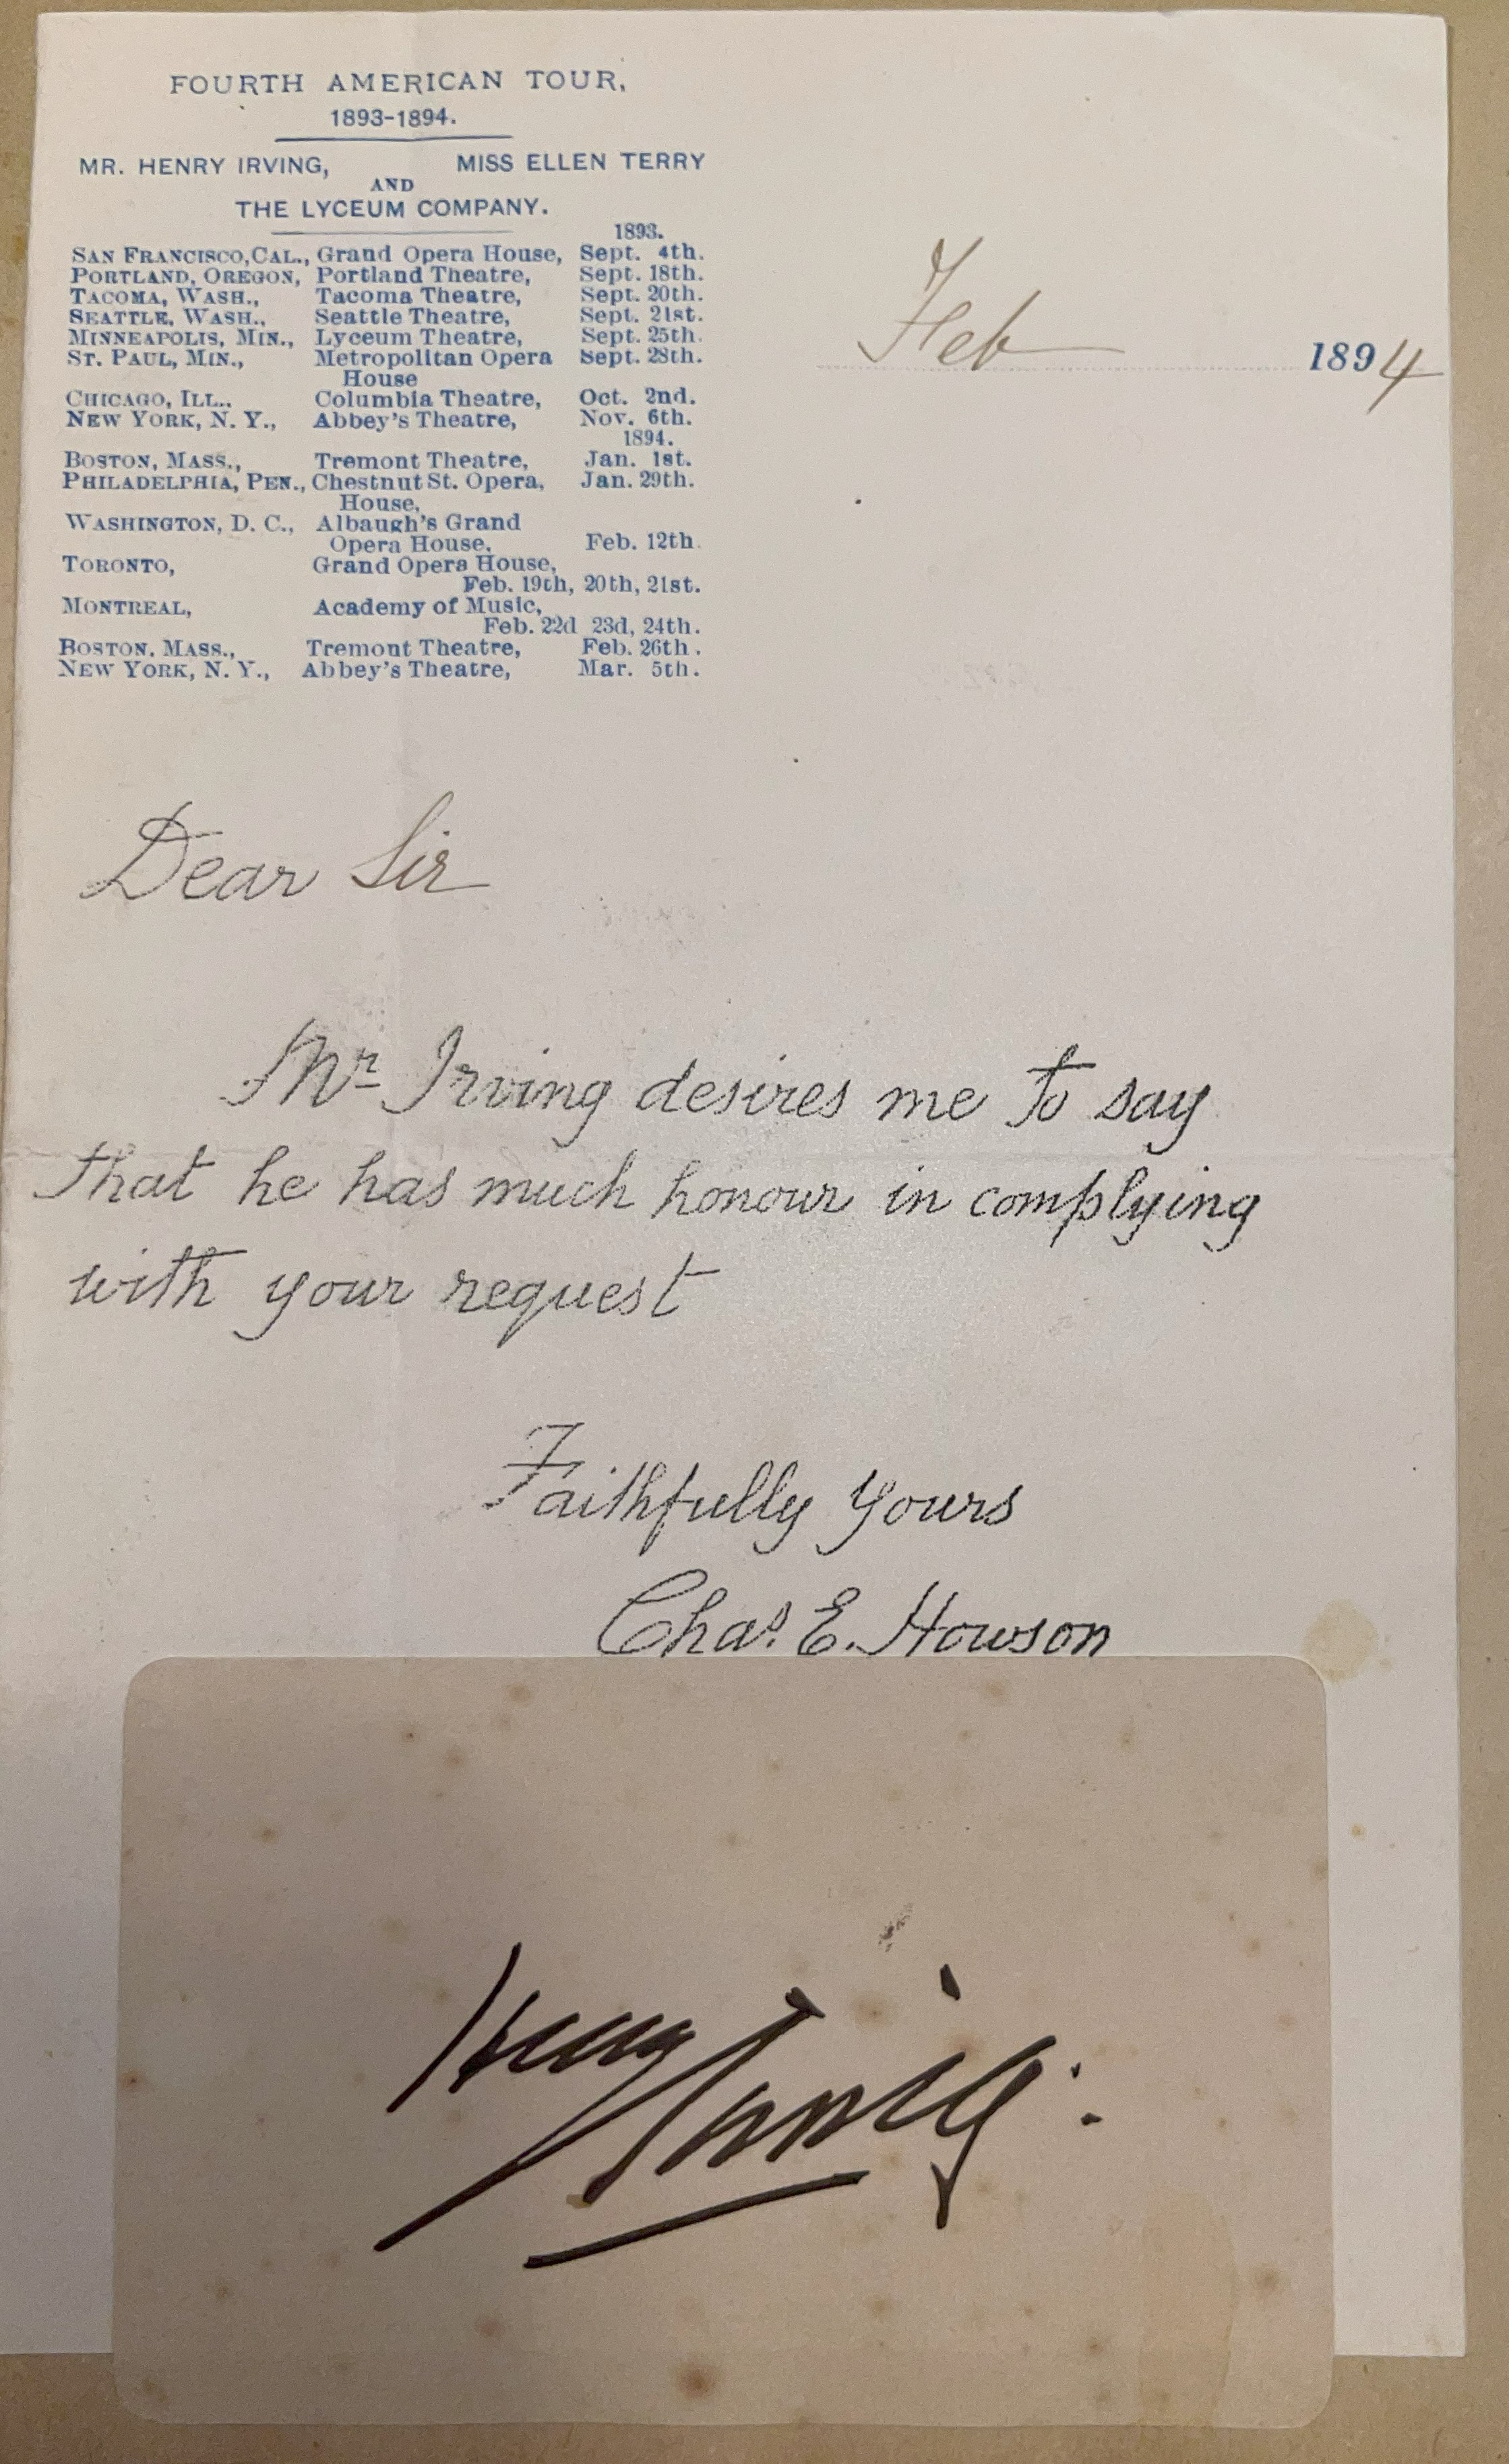 FOURTH AMERICAN TOUR,
1893-1894.
MR. HENRY IRVING, MISS ELLEN TERRY
AND
THE LYCEUM COMPANY.
1893.
SAN FRANCISCO, CAL., Grand Opera House, Sept. 4th.
PORTLAND, OREGON, Portland Theatre, Sept. 18th.
TACOMA, WASH., Tacoma Theatre, Sept. 20th.
SEATTLE, WASH., Seattle Theatre, Sept. 21st.
MINNEAPOLIS, MIN., Lyceum Theatre, Sept. 25th.
ST. PAUL, MIN., Metropolitan Opera Sept. 28th.
House
CHICAGO, ILL., Columbia Theatre, Oct. 2nd.
NEW YORK, N. Y., Abbey's Theatre, Nov. 6th.
1894.
BOSTON, MASS., Tremont Theatre, Jan. 1st.
PHILADELPHIA, PEN., Chestnut St. Opera, Jan. 29th.
House,
WASHINGTON, D. C., Albaugh's Grand
Opera House, Feb. 12th.
TORONTO, Grand Opera House,
Feb. 19th, 20th, 21st.
MONTREAL, Academy of Music,
Feb. 22d 23d, 24th.
BOSTON. MASS., Tremont Theatre, Feb. 26th.
NEW YORK, N. Y., Abbey's Theatre, Mar. 5th.
Feb 1894
Dear Sir
Mr Irving desires me to say
that he has much honour in complying
with your request
Faithfully Yours
Chas. E. Howson
Henry Irving.